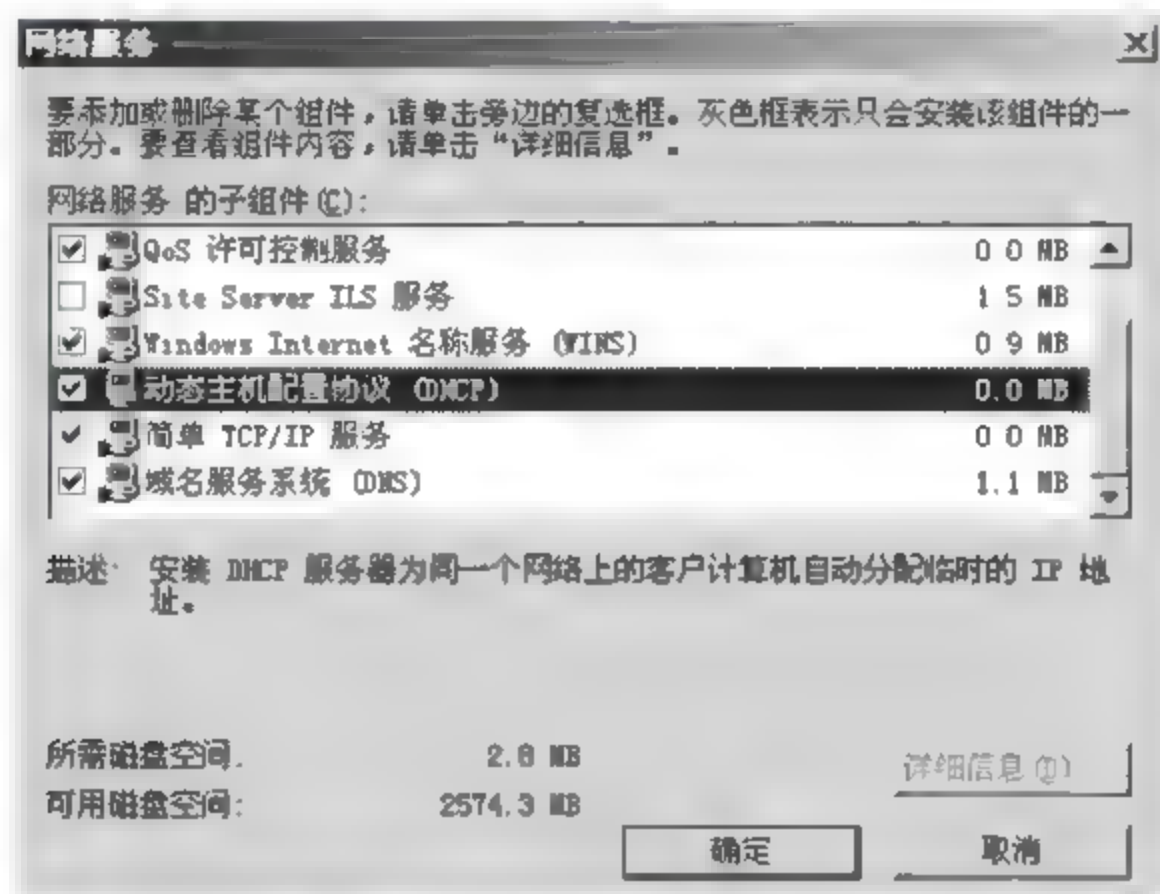 网络服务
要添加或删除某个组件，请单击旁边的复选框。灰色框表示只会安装该组件的一
部分。要查看组件内容，请单击“详细信息”。
网络服务 的子组件(C):
QoS 许可控制服务 0.0 MB
Site Server ILS 服务 1.5 MB
Windows Internet 名称服务 (WINS) 0.9 MB
动态主机配置协议 (DHCP) 0.0 MB
简单 TCP/IP 服务 0.0 MB
域名服务系统 (DNS) 1.1 MB
描述: 安装 DHCP 服务器为同一个网络上的客户计算机自动分配临时的 IP 地
址。
所需磁盘空间: 2.8 MB
可用磁盘空间: 2574.3 MB
详细信息(D)
确定 取消